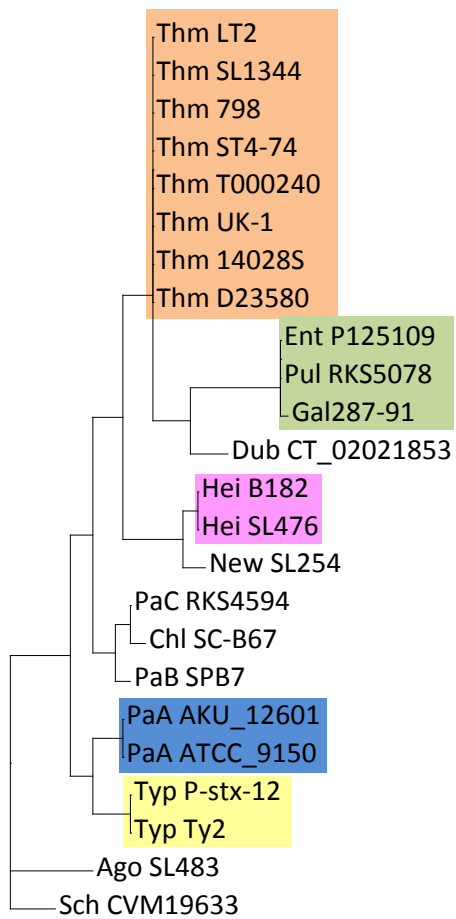 Thm LT2
Thm SL1344
Thm 798
Thm ST4-74
Thm T000240
Thm UK-1
Thm 14028S
Thm D23580
Ent P125109
Pul RKS5078
Gal287-91
Dub CT_02021853
Hei B182
Hei SL476
New SL254
PaC RKS4594
Chl SC-B67
PaB SPB7
PaA AKU_12601
PaA ATCC_9150
Typ P-stx-12
Typ Ty2
Ago SL483
Sch CVM19633